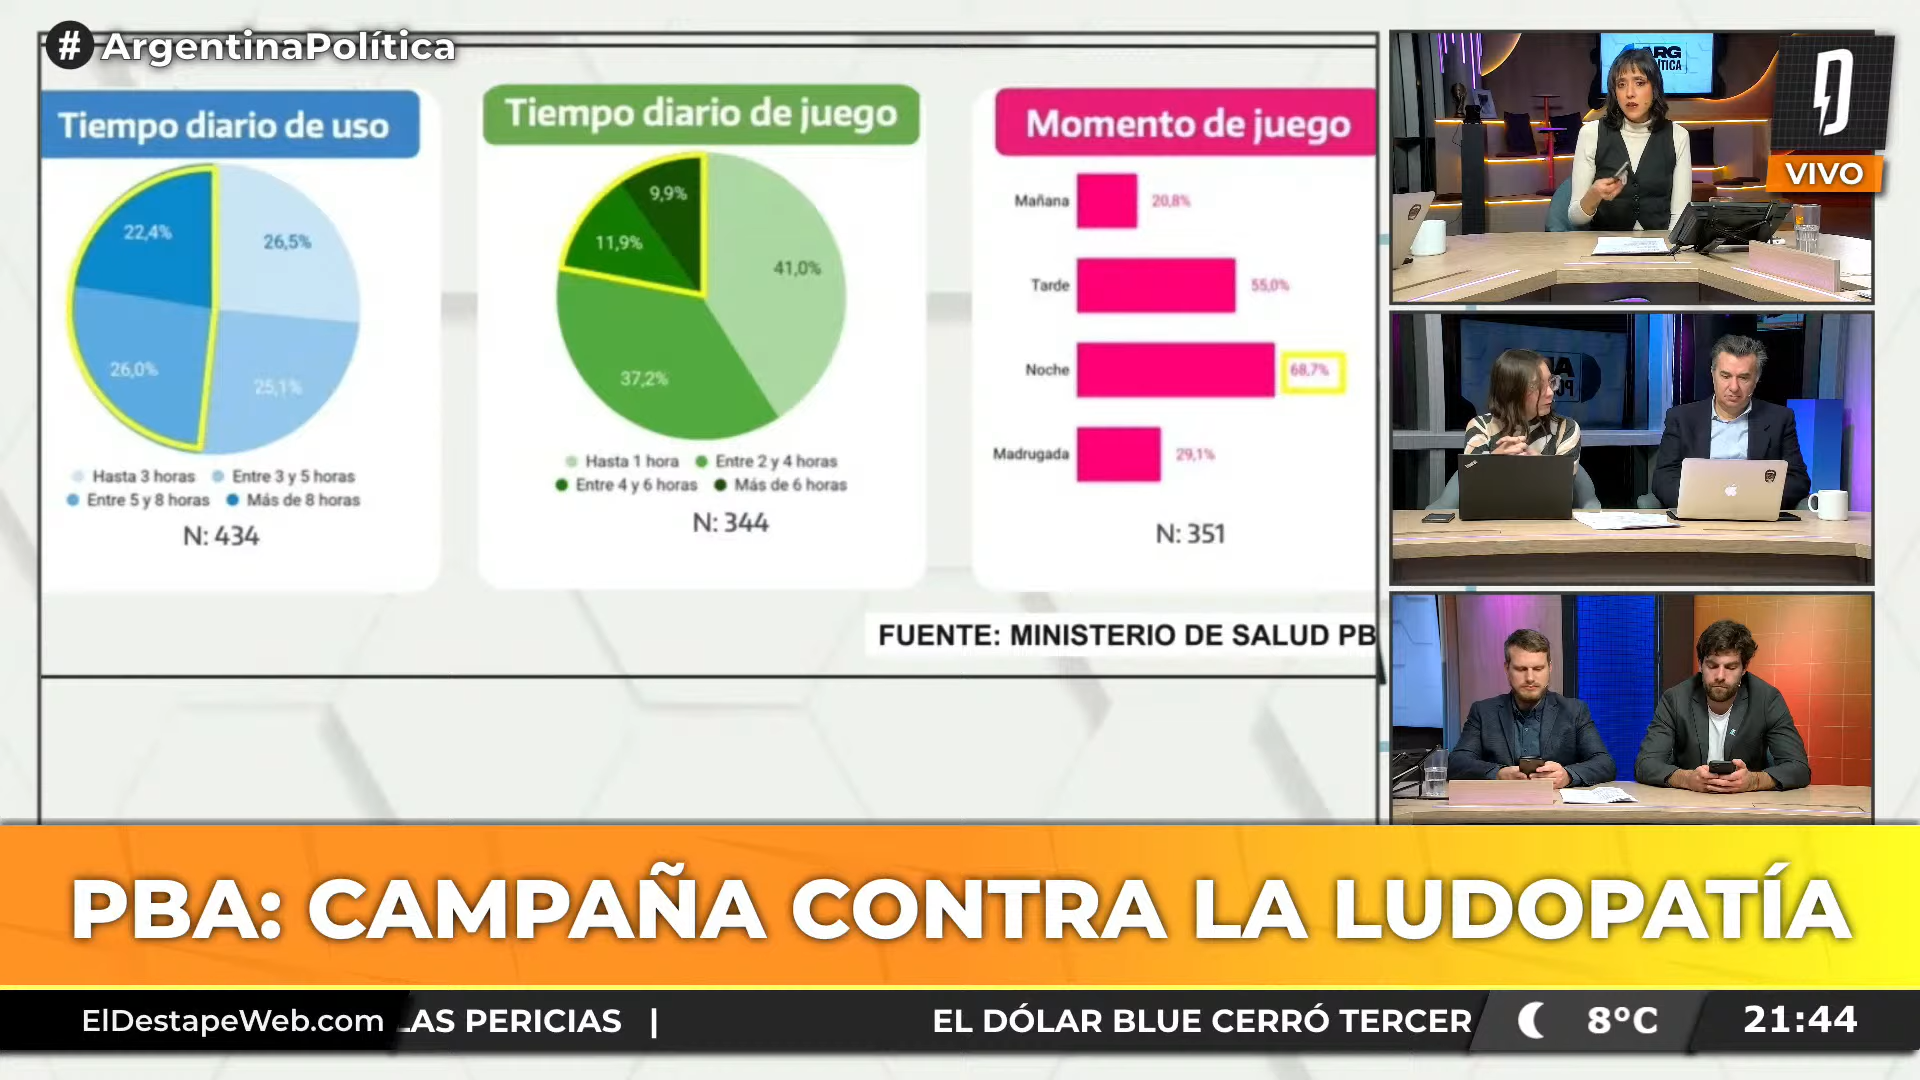 # ArgentinaPolítica
Tiempo diario de uso
22,4%
26,5%
26,0%
25,1%
Hasta 3 horas Entre 3 y 5 horas
Entre 5 y 8 horas Más de 8 horas
N: 434
Tiempo diario de juego
9,9%
11,9%
41,0%
37,2%
Hasta 1 hora Entre 2 y 4 horas
Entre 4 y 6 horas Más de 6 horas
N: 344
Momento de juego
Mañana 20,8%
Tarde 55,0%
Noche 68,7%
Madrugada 29,1%
N: 351
FUENTE: MINISTERIO DE SALUD PB
ARG
VIVO
PBA: CAMPAÑA CONTRA LA LUDOPATÍA
ElDestapeWeb.com LAS PERICIAS | EL DÓLAR BLUE CERRÓ TERCER 8°C 21:44